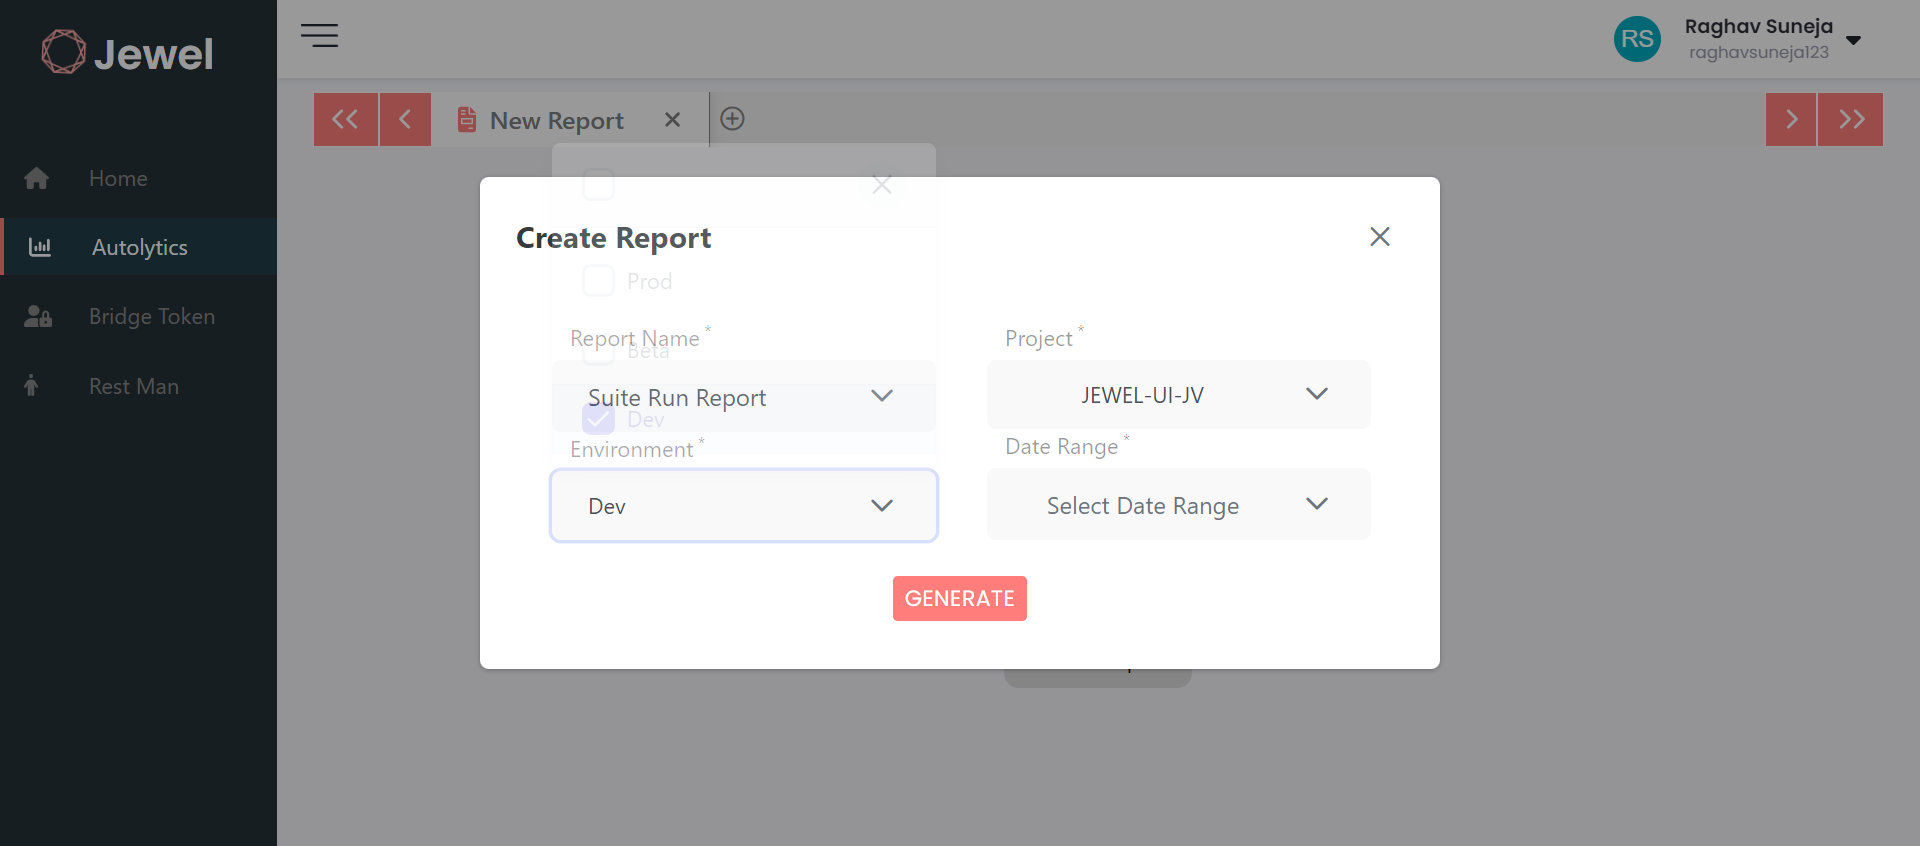 Jewel
RS
Raghav Suneja
raghavsuneja123
New Report
Home
Autolytics
Bridge Token
Rest Man
Create Report
Prod
Report Name *
Project *
Beta
Suite Run Report
JEWEL-UI-JV
Dev
Environment *
Date Range *
Dev
Select Date Range
GENERATE